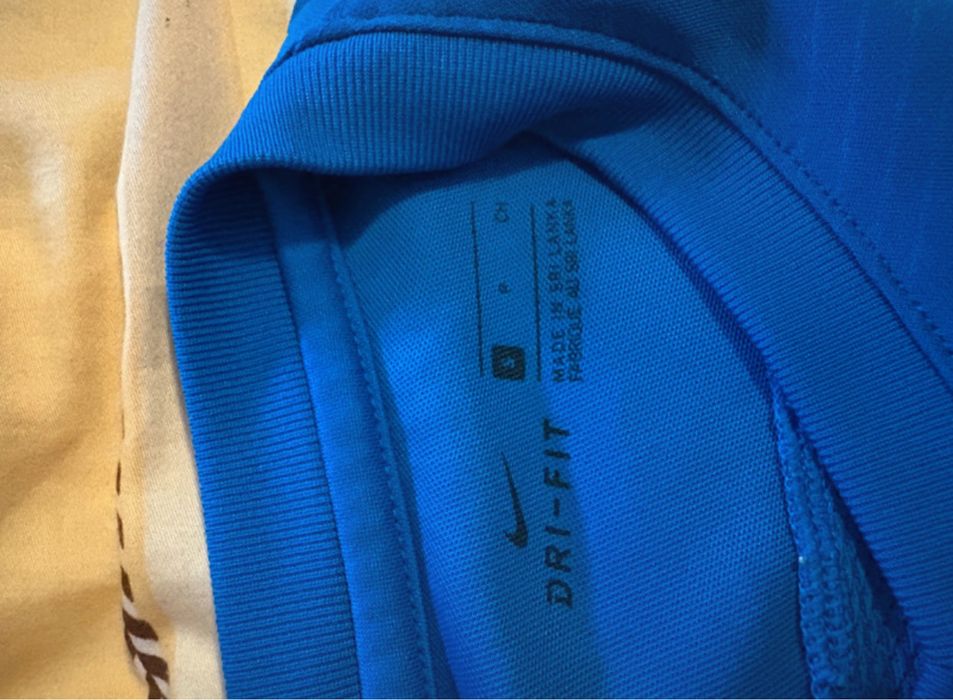 DRI-FIT
S P CH
MADE IN SRI LANKA
FABRIQUÉ AU SRI LANKA